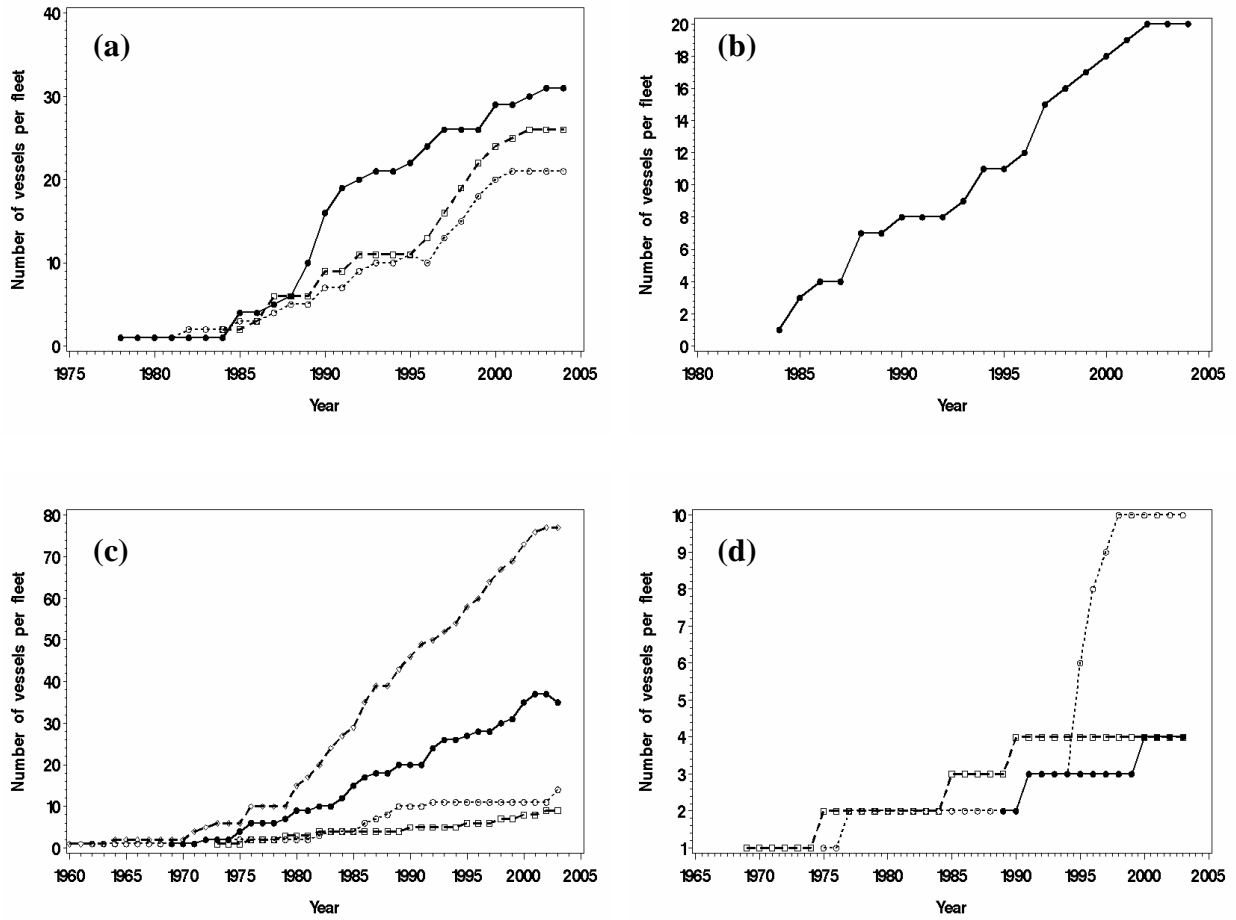 (a)
Number of vessels per fleet
40
30
20
10
0
1975 1980 1985 1990 1995 2000 2005
Year
(b)
Number of vessels per fleet
20
18
16
14
12
10
8
6
4
2
0
1980 1985 1990 1995 2000 2005
Year
(c)
Number of vessels per fleet
80
70
60
50
40
30
20
10
0
1960 1965 1970 1975 1980 1985 1990 1995 2000 2005
Year
(d)
Number of vessels per fleet
10
9
8
7
6
5
4
3
2
1
1965 1970 1975 1980 1985 1990 1995 2000 2005
Year